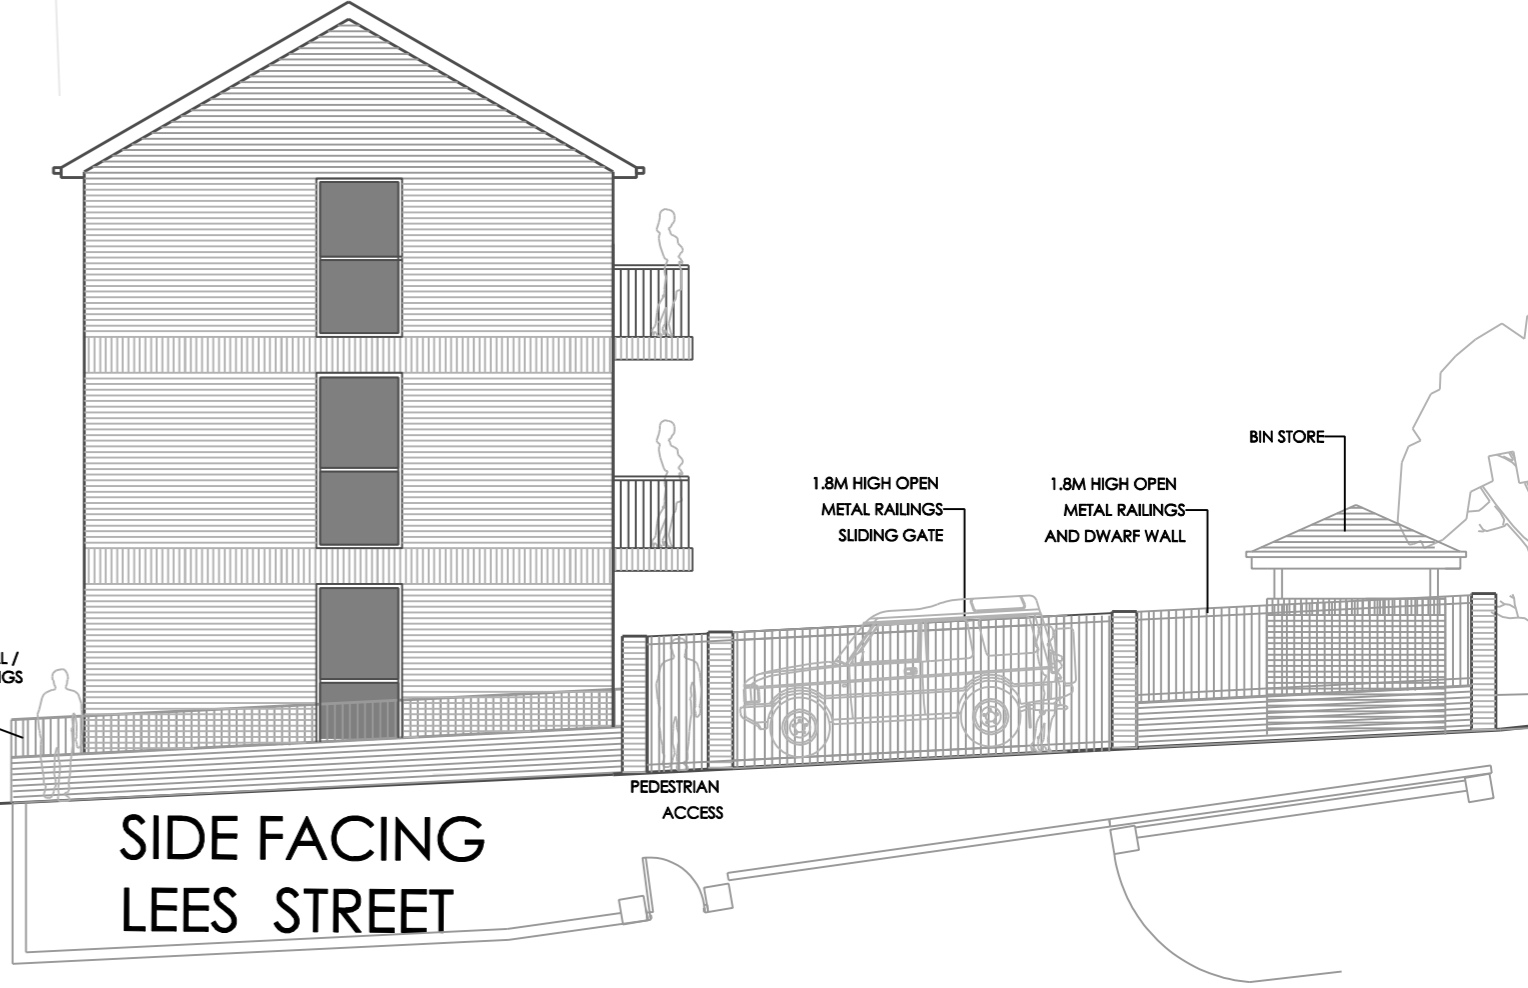 BIN STORE
1.8M HIGH OPEN
METAL RAILINGS
SLIDING GATE
1.8M HIGH OPEN
METAL RAILINGS
AND DWARF WALL
PEDESTRIAN
ACCESS
SIDE FACING
LEES STREET